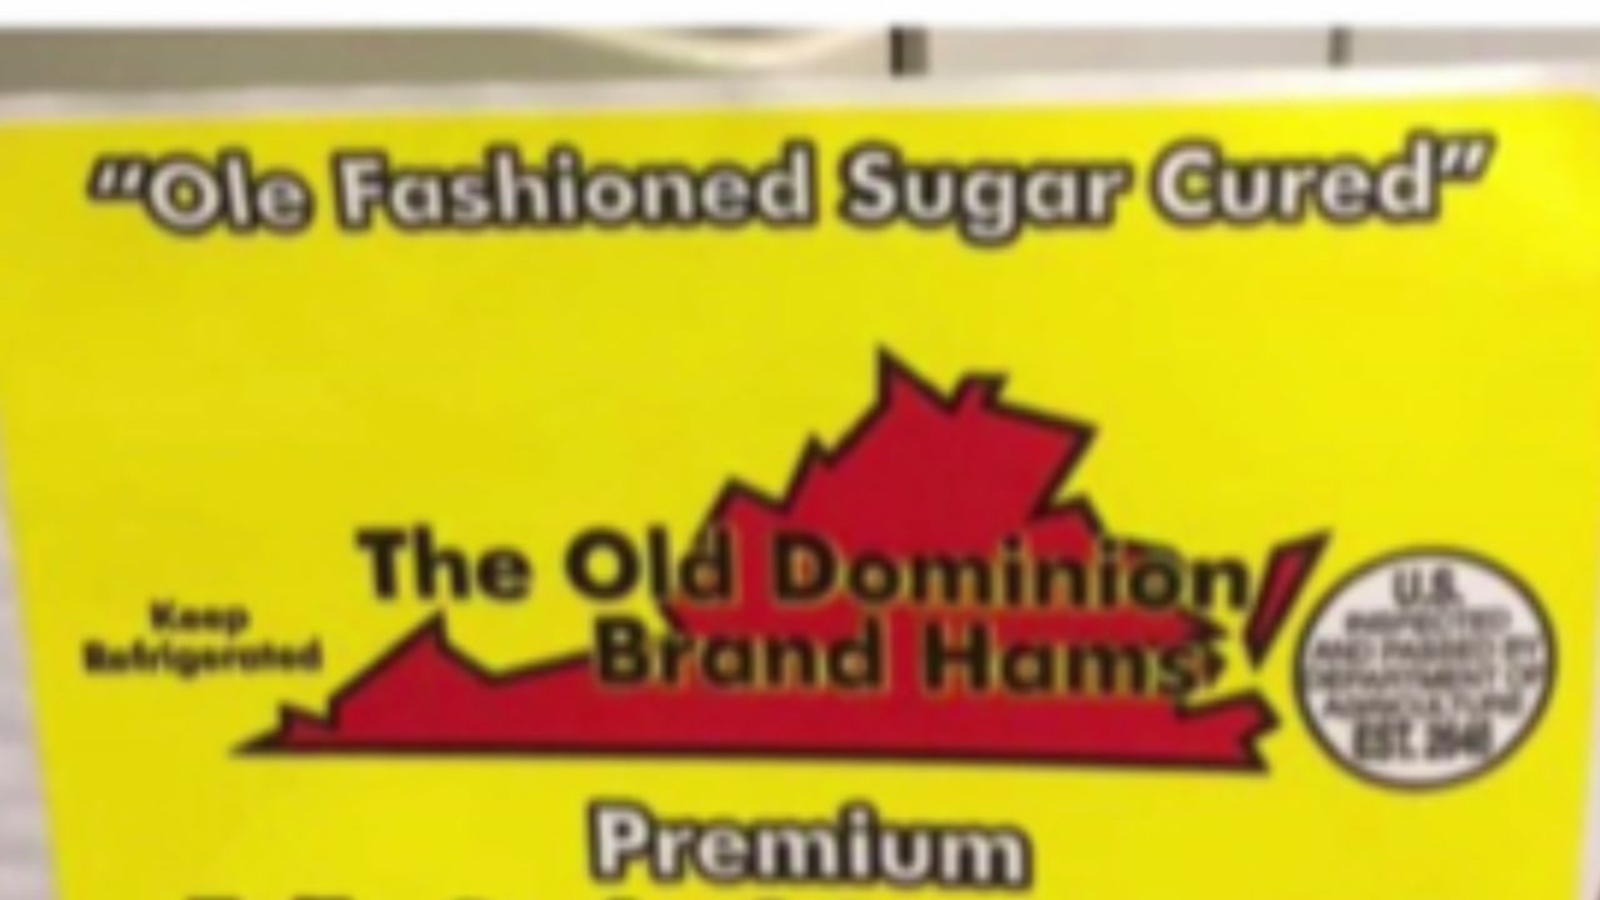 "Ole Fashioned Sugar Cured"
The Old Dominion
Brand Hams
Keep
Refrigerated
U.S.
INSPECTED
AND PASSED BY
DEPARTMENT OF
AGRICULTURE
EST.
Premium